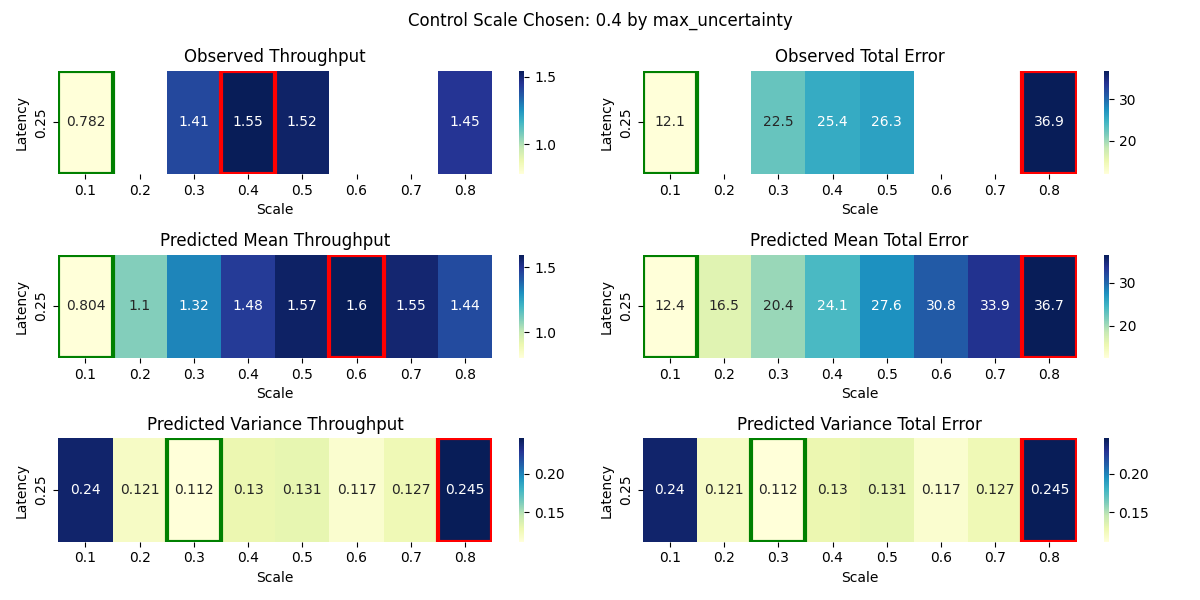 Control Scale Chosen: 0.4 by max_uncertainty
Observed Throughput
Latency
0.25
0.782
1.41
1.55
1.52
1.45
0.1 0.2 0.3 0.4 0.5 0.6 0.7 0.8
Scale
1.5
1.0
Observed Total Error
Latency
0.25
12.1
22.5
25.4
26.3
36.9
0.1 0.2 0.3 0.4 0.5 0.6 0.7 0.8
Scale
30
20
Predicted Mean Throughput
Latency
0.25
0.804 1.1 1.32 1.48 1.57 1.6 1.55 1.44
0.1 0.2 0.3 0.4 0.5 0.6 0.7 0.8
Scale
1.5
1.0
Predicted Mean Total Error
Latency
0.25
12.4 16.5 20.4 24.1 27.6 30.8 33.9 36.7
0.1 0.2 0.3 0.4 0.5 0.6 0.7 0.8
Scale
30
20
Predicted Variance Throughput
Latency
0.25
0.24 0.121 0.112 0.13 0.131 0.117 0.127 0.245
0.1 0.2 0.3 0.4 0.5 0.6 0.7 0.8
Scale
0.20
0.15
Predicted Variance Total Error
Latency
0.25
0.24 0.121 0.112 0.13 0.131 0.117 0.127 0.245
0.1 0.2 0.3 0.4 0.5 0.6 0.7 0.8
Scale
0.20
0.15